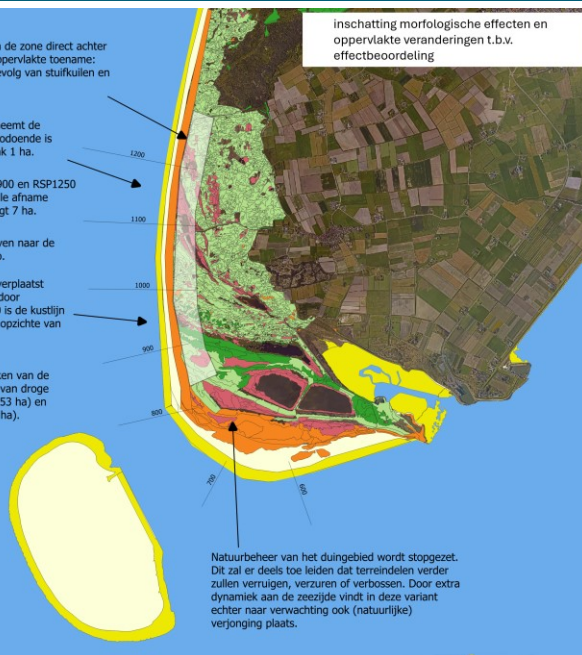 inschatting morfologische effecten en
oppervlakte veranderingen t.b.v.
effectbeoordeling
de zone direct achter
oppervlakte toename:
evolg van stuifkuilen en
eemt de
odoende is
k 1 ha.
900 en RSP1250
le afname
gt 7 ha.
ven naar de
erplaatst
door
is de kustlijn
opzichte van
ken van de
van droge
53 ha) en
ha).
1200
1100
1000
900
800
700
600
Natuurbeheer van het duingebied wordt stopgezet.
Dit zal er deels toe leiden dat terreindelen verder
zullen verruigen, verzuren of verbossen. Door extra
dynamiek aan de zeezijde vindt in deze variant
echter naar verwachting ook (natuurlijke)
verjonging plaats.